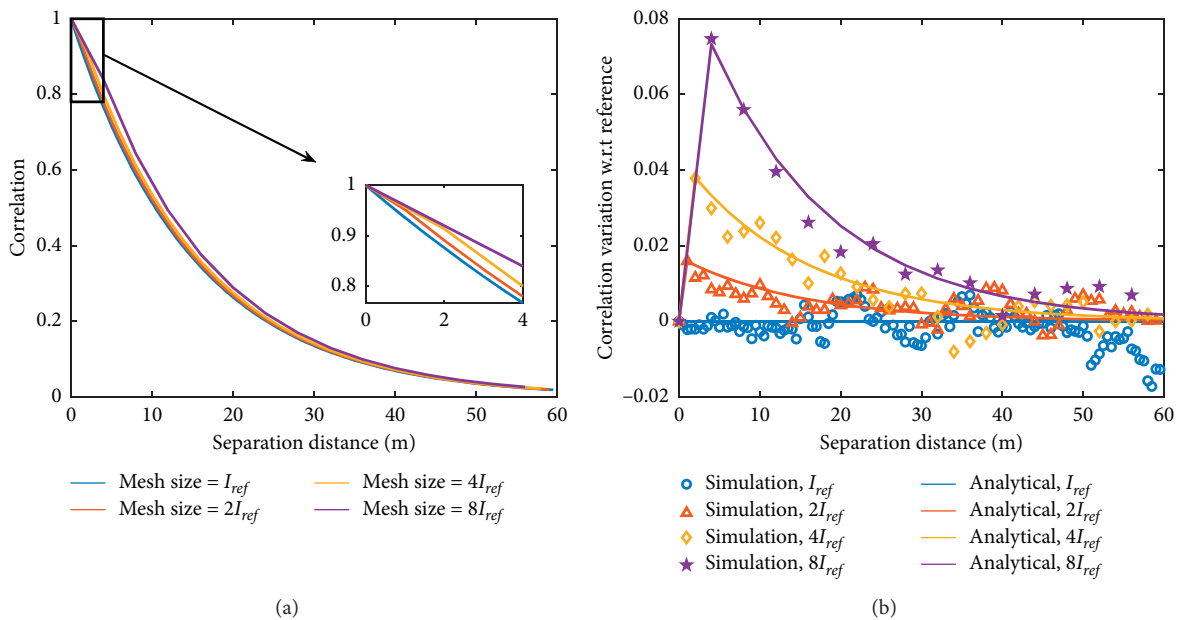 1
0.8
0.6
0.4
0.2
0
Correlation
0 10 20 30 40 50 60
Separation distance (m)
1
0.9
0.8
0 2 4
Mesh size = I_ref
Mesh size = 2I_ref
Mesh size = 4I_ref
Mesh size = 8I_ref
(a)
0.08
0.06
0.04
0.02
0
−0.02
Correlation variation w.r.t reference
0 10 20 30 40 50 60
Separation distance (m)
Simulation, I_ref
Simulation, 2I_ref
Simulation, 4I_ref
Simulation, 8I_ref
Analytical, I_ref
Analytical, 2I_ref
Analytical, 4I_ref
Analytical, 8I_ref
(b)